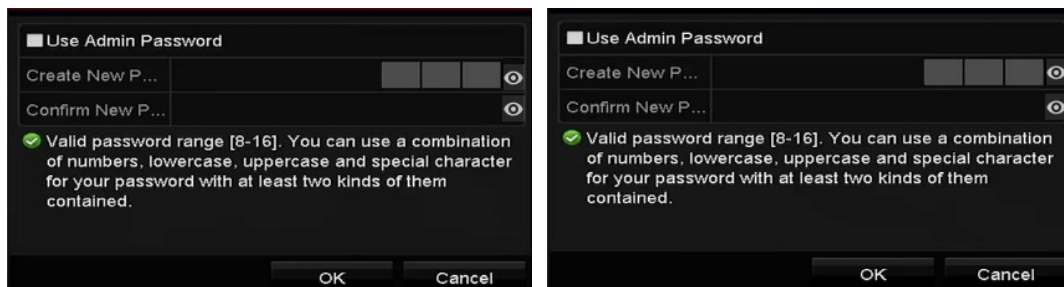 Use Admin Password
Create New P...
Confirm New P...
Valid password range [8-16]. You can use a combination
of numbers, lowercase, uppercase and special character
for your password with at least two kinds of them
contained.
OK Cancel
Use Admin Password
Create New P...
Confirm New P...
Valid password range [8-16]. You can use a combination
of numbers, lowercase, uppercase and special character
for your password with at least two kinds of them
contained.
OK Cancel